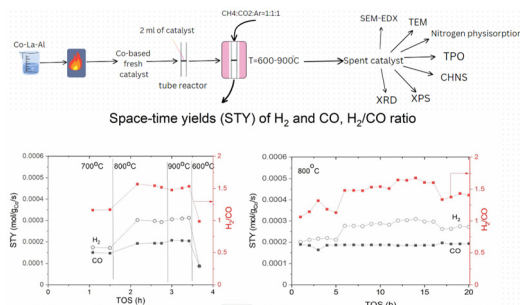 CH4:CO2:Ar=1:1:1
SEM-EDX
TEM
Nitrogen physisorption
Co-La-Al
2 ml of catalyst
Co-based
fresh
catalyst
T=600-900°C
Spent catalyst
TPO
CHNS
tube reactor
XRD
XPS
Space-time yields (STY) of H2 and CO, H2/CO ratio
0.0006
0.0005
0.0004
0.0003
0.0002
0.0001
0.0000
STY (mol/gCat/s)
700°C
800°C
900°C
600°C
H2
CO
2
1.5
1
0.5
0
H2/CO
0
1
2
3
4
TOS (h)
0.0006
0.0005
0.0004
0.0003
0.0002
0.0001
0.0000
STY (mol/gCat/s)
800°C
H2
CO
2
1.5
1
0.5
0
H2/CO
0
5
10
15
20
TOS (h)